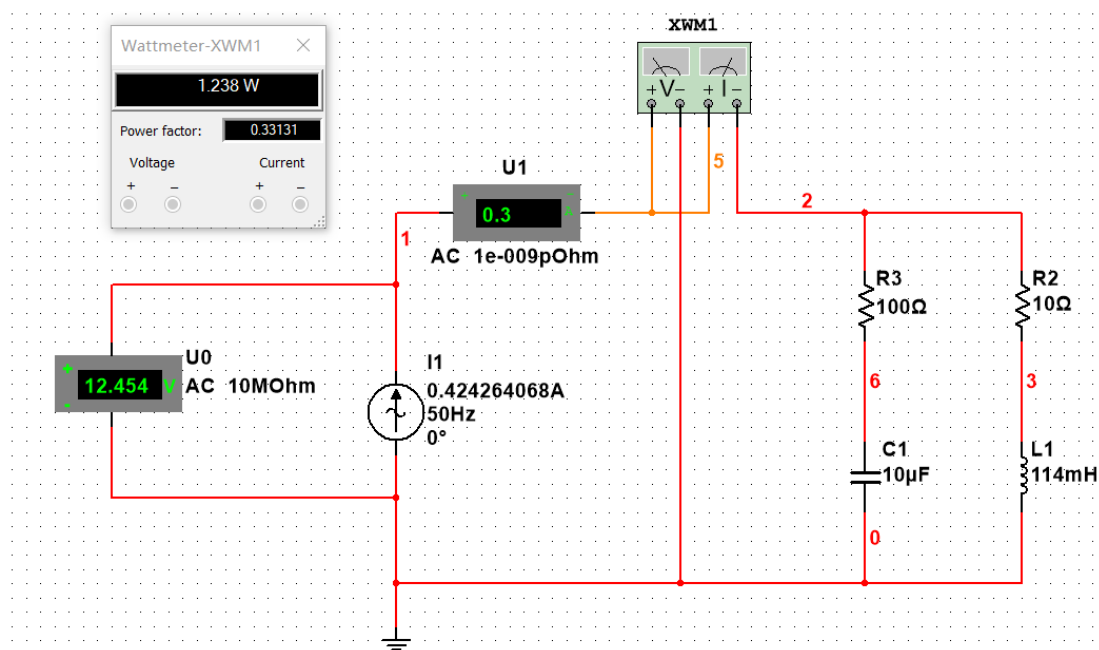 XWM1
Wattmeter-XWM1
1.238 W
Power factor: 0.33131
Voltage Current
+ − + −
+ V − + I −
5
U1
0.3 A
AC 1e-009pOhm
1
2
R3
100Ω
R2
10Ω
U0
12.454 V
AC 10MOhm
+
-
I1
0.424264068A
50Hz
0°
6
3
C1
10µF
L1
114mH
0